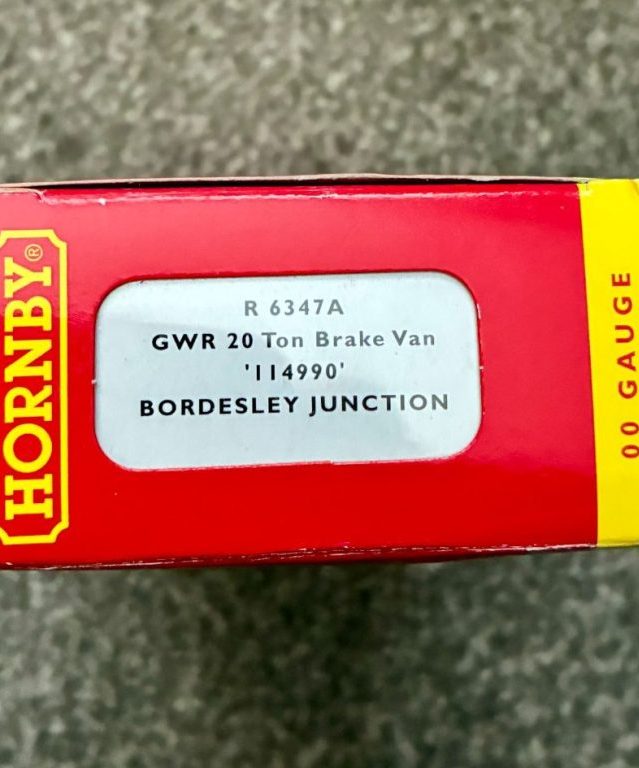 HORNBY®
R 6347A
GWR 20 Ton Brake Van
'114990'
BORDESLEY JUNCTION
00 GAUGE